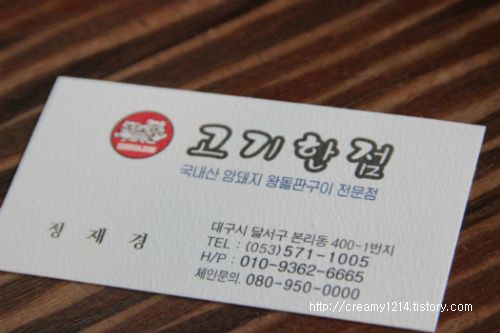 고기한점
국내산 암돼지 왕돌판구이 전문점
정 재 경
대구시 달서구 본리동 400-1번지
TEL : (053) 571-1005
H/P : 010-9362-6665
체인문의. 080-950-0000
http://creamy1214.tistory.com